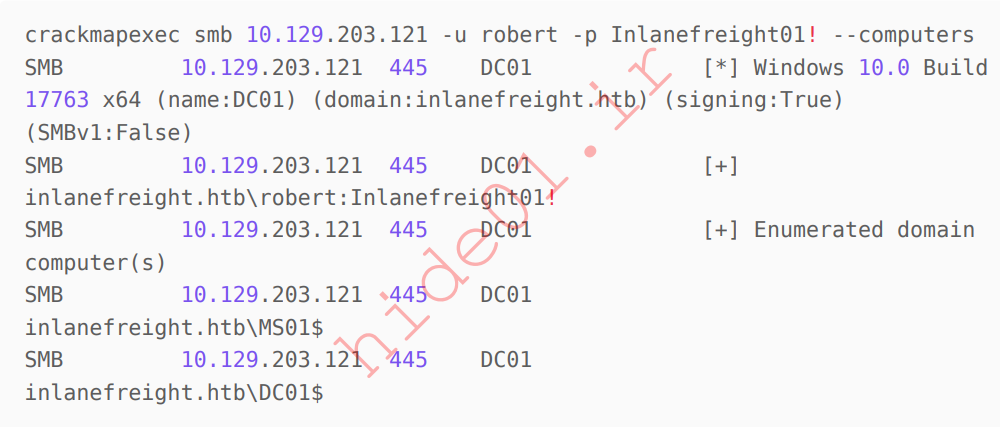 crackmapexec smb 10.129.203.121 -u robert -p Inlanefreight01! --computers
SMB 10.129.203.121 445 DC01 [*] Windows 10.0 Build
17763 x64 (name:DC01) (domain:inlanefreight.htb) (signing:True)
(SMBv1:False)
SMB 10.129.203.121 445 DC01 [+]
inlanefreight.htb\robert:Inlanefreight01!
SMB 10.129.203.121 445 DC01 [+] Enumerated domain
computer(s)
SMB 10.129.203.121 445 DC01
inlanefreight.htb\MS01$
SMB 10.129.203.121 445 DC01
inlanefreight.htb\DC01$
hide01.ir